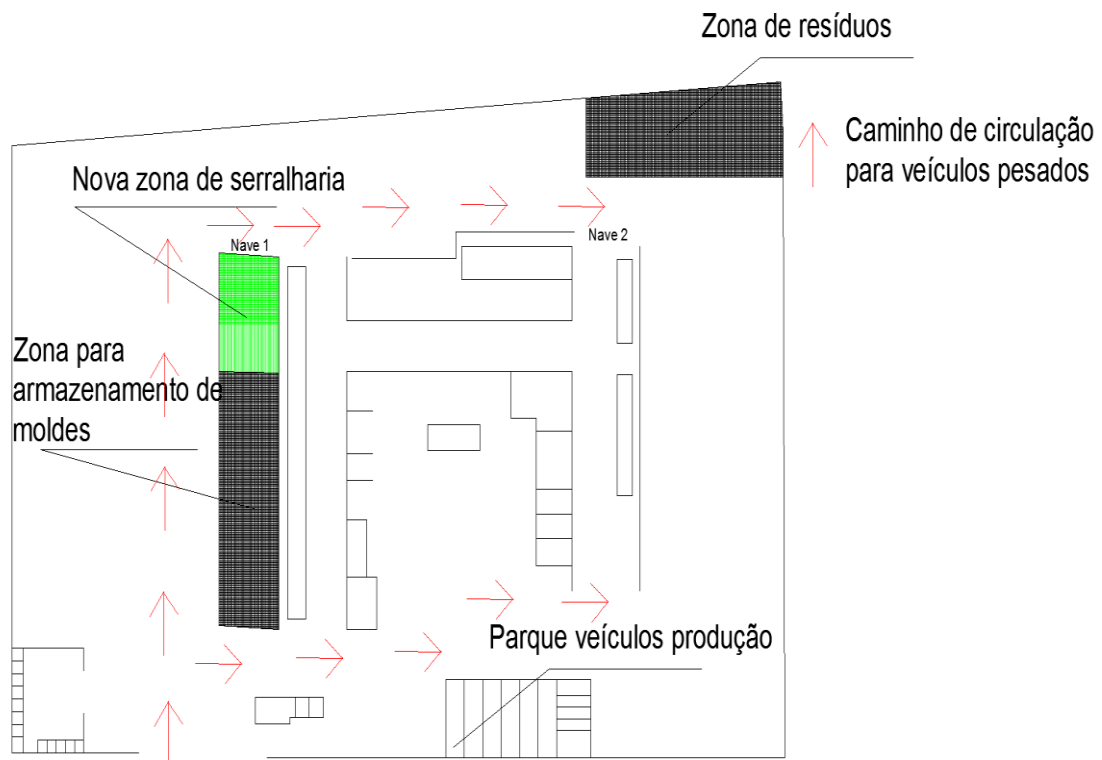 Zona de resíduos
Caminho de circulação
para veículos pesados
Nova zona de serralharia
Nave 1
Nave 2
Zona para
armazenamento de
moldes
Parque veículos produção